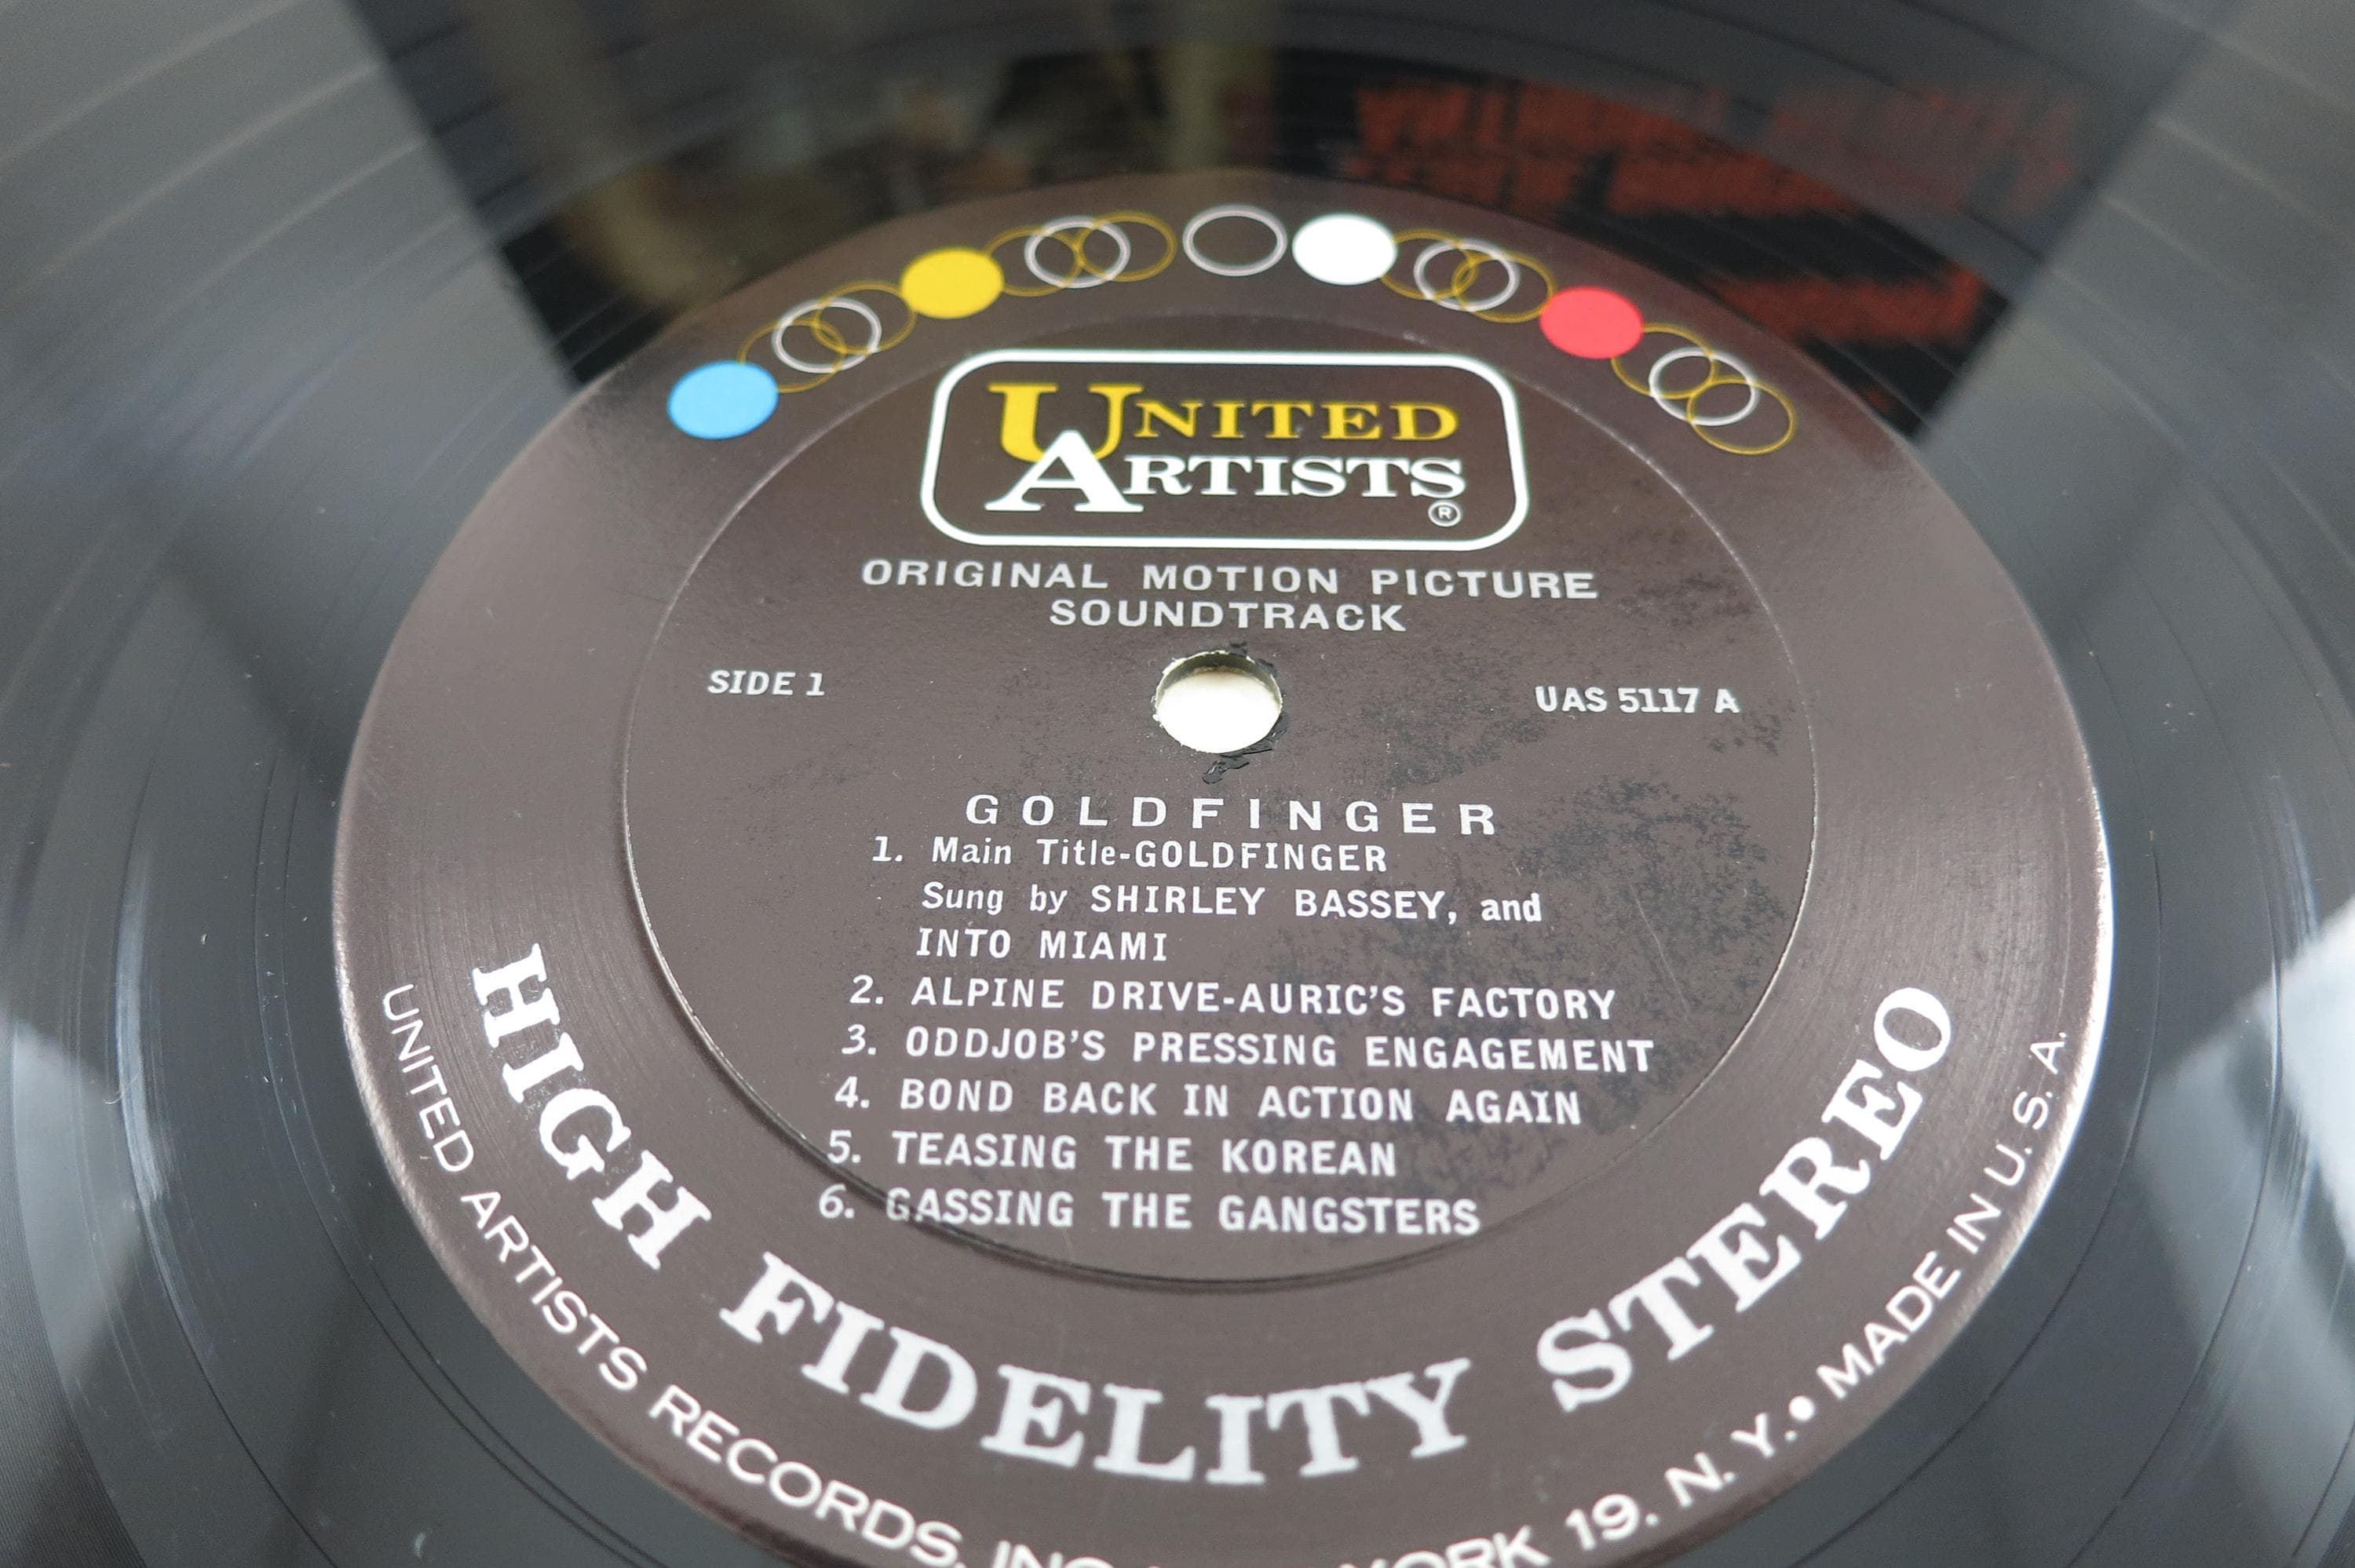 UNITED
ARTISTS
®
ORIGINAL MOTION PICTURE
SOUNDTRACK
SIDE 1
UAS 5117 A
GOLDFINGER
1. Main Title-GOLDFINGER
Sung by SHIRLEY BASSEY, and
INTO MIAMI
2. ALPINE DRIVE-AURIC'S FACTORY
3. ODDJOB'S PRESSING ENGAGEMENT
4. BOND BACK IN ACTION AGAIN
5. TEASING THE KOREAN
6. GASSING THE GANGSTERS
HIGH FIDELITY STEREO
UNITED ARTISTS RECORDS, 19, N. Y. • MADE IN U. S. A.